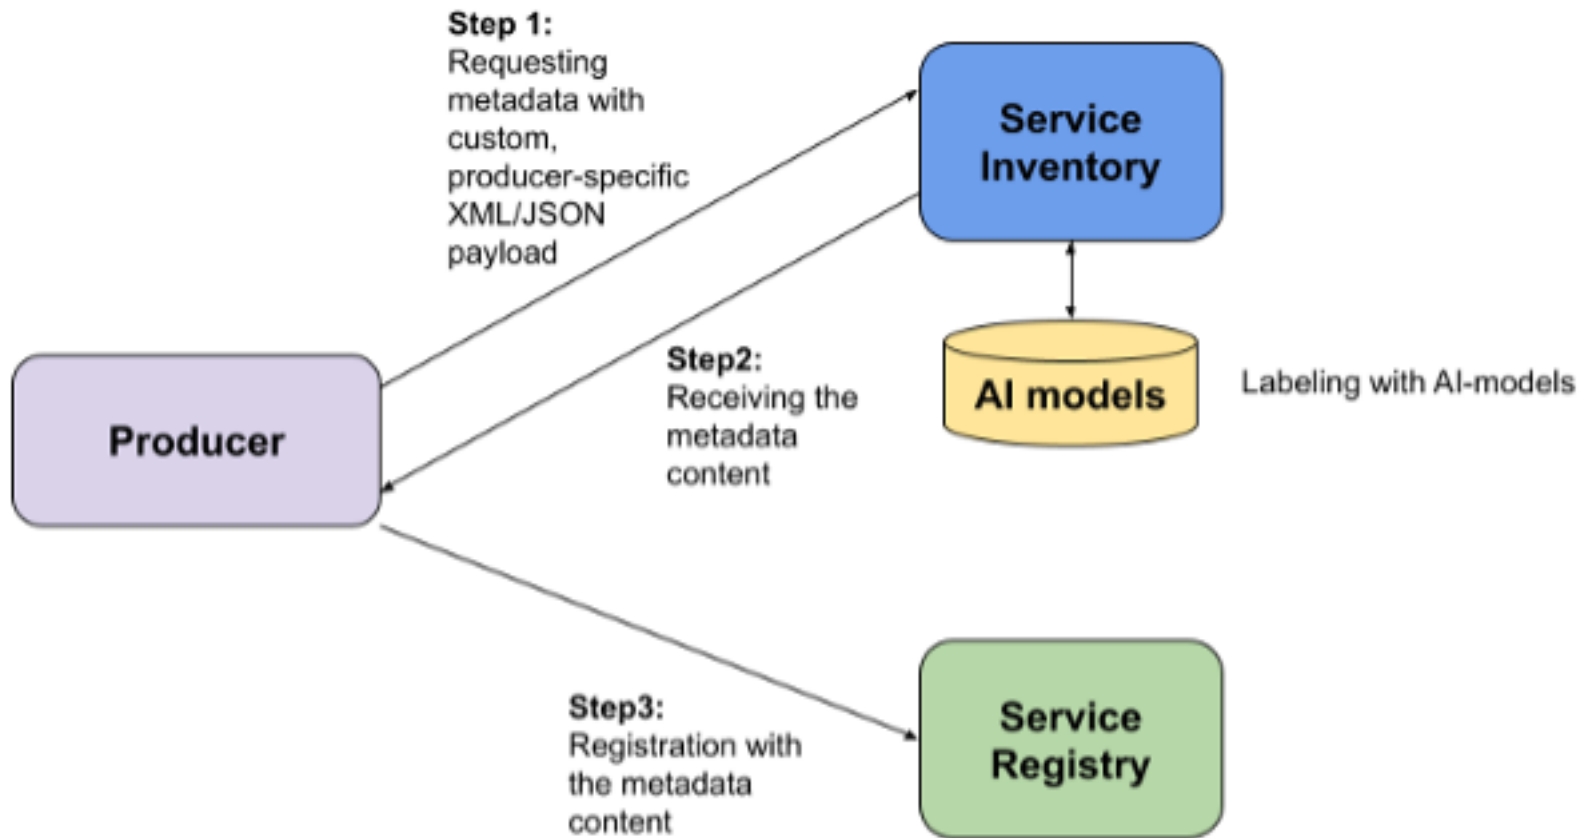 Step 1:
Requesting
metadata with
custom,
producer-specific
XML/JSON
payload
Service
Inventory
Step2:
Receiving the
metadata
content
AI models
Labeling with AI-models
Producer
Step3:
Registration with
the metadata
content
Service
Registry